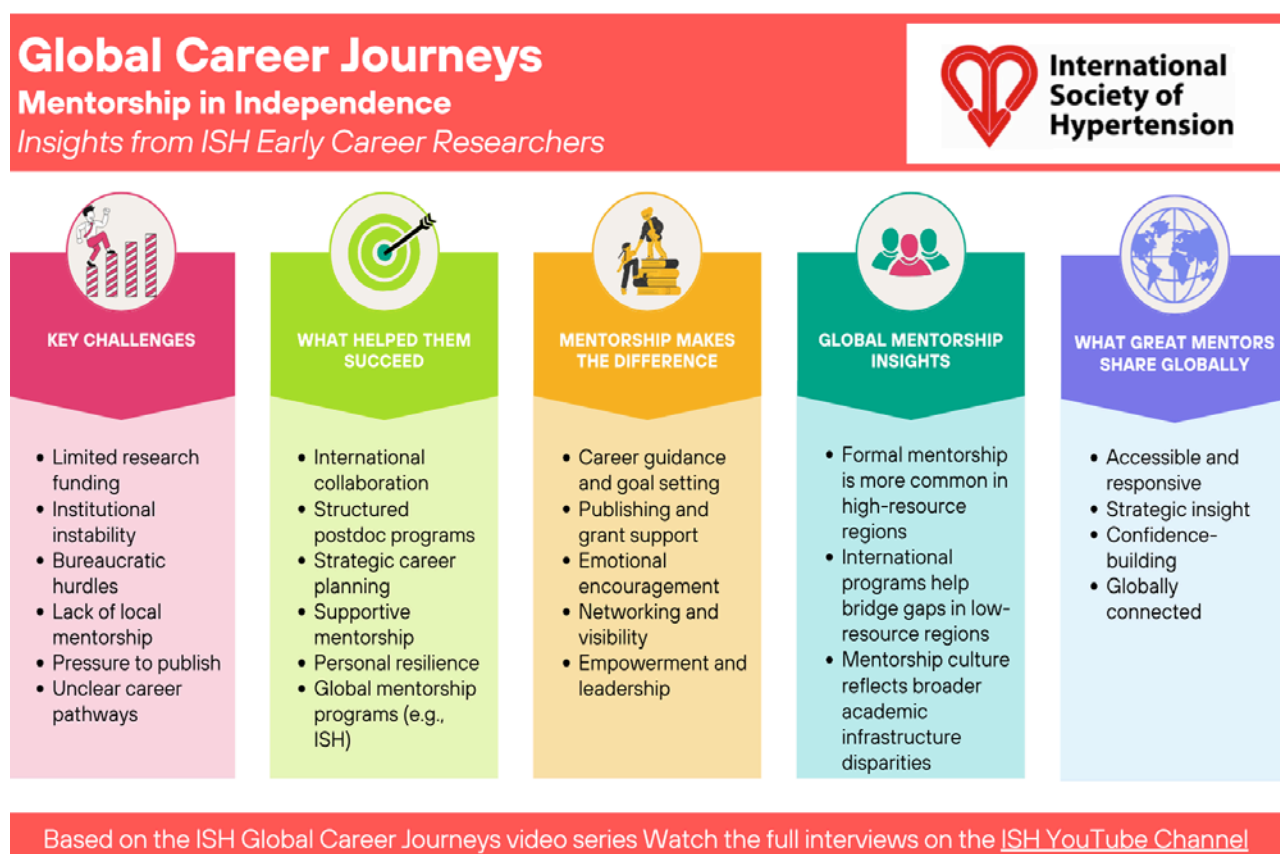 Global Career Journeys
Mentorship in Independence
Insights from ISH Early Career Researchers
International
Society of
Hypertension
KEY CHALLENGES
• Limited research
funding
• Institutional
instability
• Bureaucratic
hurdles
• Lack of local
mentorship
• Pressure to publish
• Unclear career
pathways
WHAT HELPED THEM
SUCCEED
• International
collaboration
• Structured
postdoc programs
• Strategic career
planning
• Supportive
mentorship
• Personal resilience
• Global mentorship
programs (e.g.,
ISH)
MENTORSHIP MAKES
THE DIFFERENCE
• Career guidance
and goal setting
• Publishing and
grant support
• Emotional
encouragement
• Networking and
visibility
• Empowerment and
leadership
GLOBAL MENTORSHIP
INSIGHTS
• Formal mentorship
is more common in
high-resource
regions
• International
programs help
bridge gaps in low-
resource regions
• Mentorship culture
reflects broader
academic
infrastructure
disparities
WHAT GREAT MENTORS
SHARE GLOBALLY
• Accessible and
responsive
• Strategic insight
• Confidence-
building
• Globally
connected
Based on the ISH Global Career Journeys video series Watch the full interviews on the ISH YouTube Channel